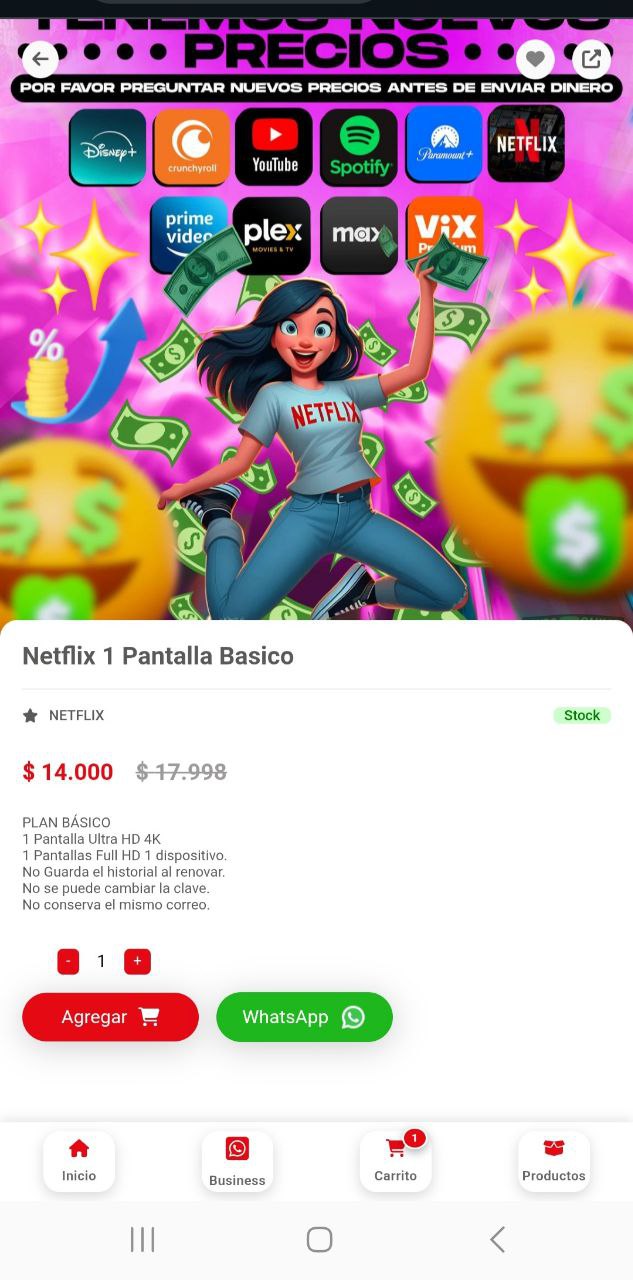 TENEMOS NUEVOS
PRECIOS
POR FAVOR PREGUNTAR NUEVOS PRECIOS ANTES DE ENVIAR DINERO
Disney+
crunchyroll
YouTube
Spotify
Paramount+
NETFLIX
prime video
plex
MOVIES & TV
max
ViX
Premium
%
NETFLIX
Netflix 1 Pantalla Basico
NETFLIX
Stock
$ 14.000 $ 17.998
PLAN BÁSICO
1 Pantalla Ultra HD 4K
1 Pantallas Full HD 1 dispositivo.
No Guarda el historial al renovar.
No se puede cambiar la clave.
No conserva el mismo correo.
- 1 +
Agregar WhatsApp
1
Inicio Business Carrito Productos